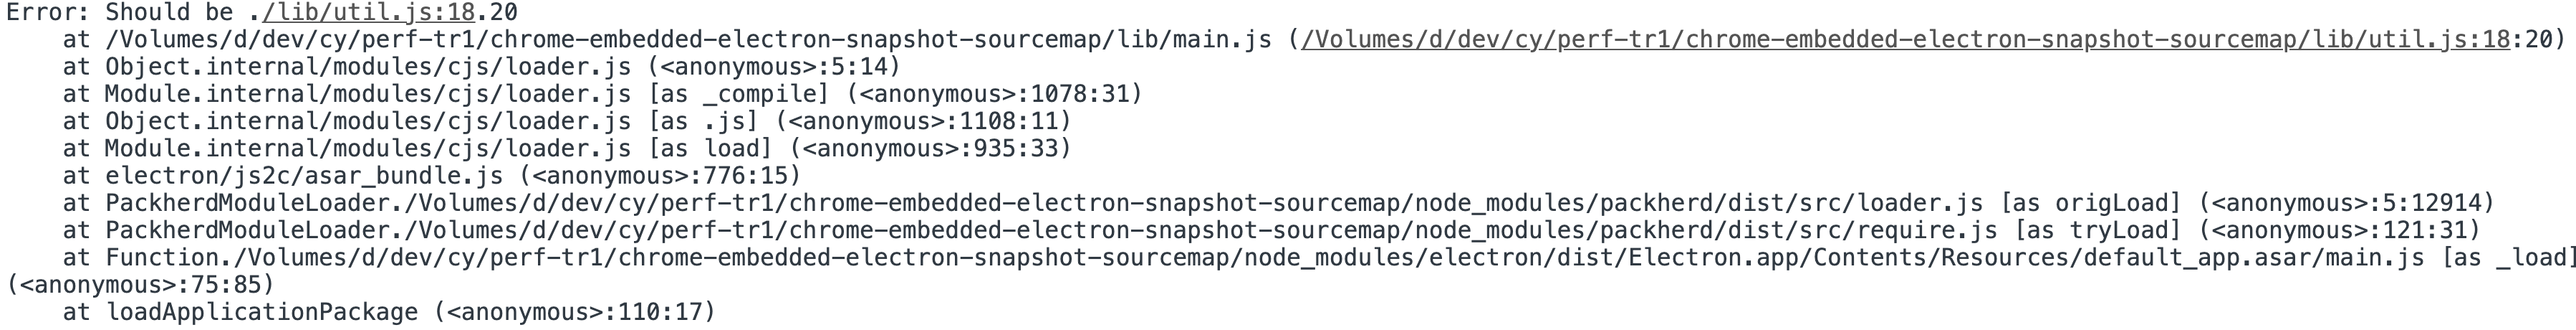 Error: Should be ./lib/util.js:18.20
at /Volumes/d/dev/cy/perf-tr1/chrome-embedded-electron-snapshot-sourcemap/lib/main.js (/Volumes/d/dev/cy/perf-tr1/chrome-embedded-electron-snapshot-sourcemap/lib/util.js:18:20)
at Object.internal/modules/cjs/loader.js (<anonymous>:5:14)
at Module.internal/modules/cjs/loader.js [as _compile] (<anonymous>:1078:31)
at Object.internal/modules/cjs/loader.js [as .js] (<anonymous>:1108:11)
at Module.internal/modules/cjs/loader.js [as load] (<anonymous>:935:33)
at electron/js2c/asar_bundle.js (<anonymous>:776:15)
at PackherdModuleLoader./Volumes/d/dev/cy/perf-tr1/chrome-embedded-electron-snapshot-sourcemap/node_modules/packherd/dist/src/loader.js [as origLoad] (<anonymous>:5:12914)
at PackherdModuleLoader./Volumes/d/dev/cy/perf-tr1/chrome-embedded-electron-snapshot-sourcemap/node_modules/packherd/dist/src/require.js [as tryLoad] (<anonymous>:121:31)
at Function./Volumes/d/dev/cy/perf-tr1/chrome-embedded-electron-snapshot-sourcemap/node_modules/electron/dist/Electron.app/Contents/Resources/default_app.asar/main.js [as _load]
(<anonymous>:75:85)
at loadApplicationPackage (<anonymous>:110:17)